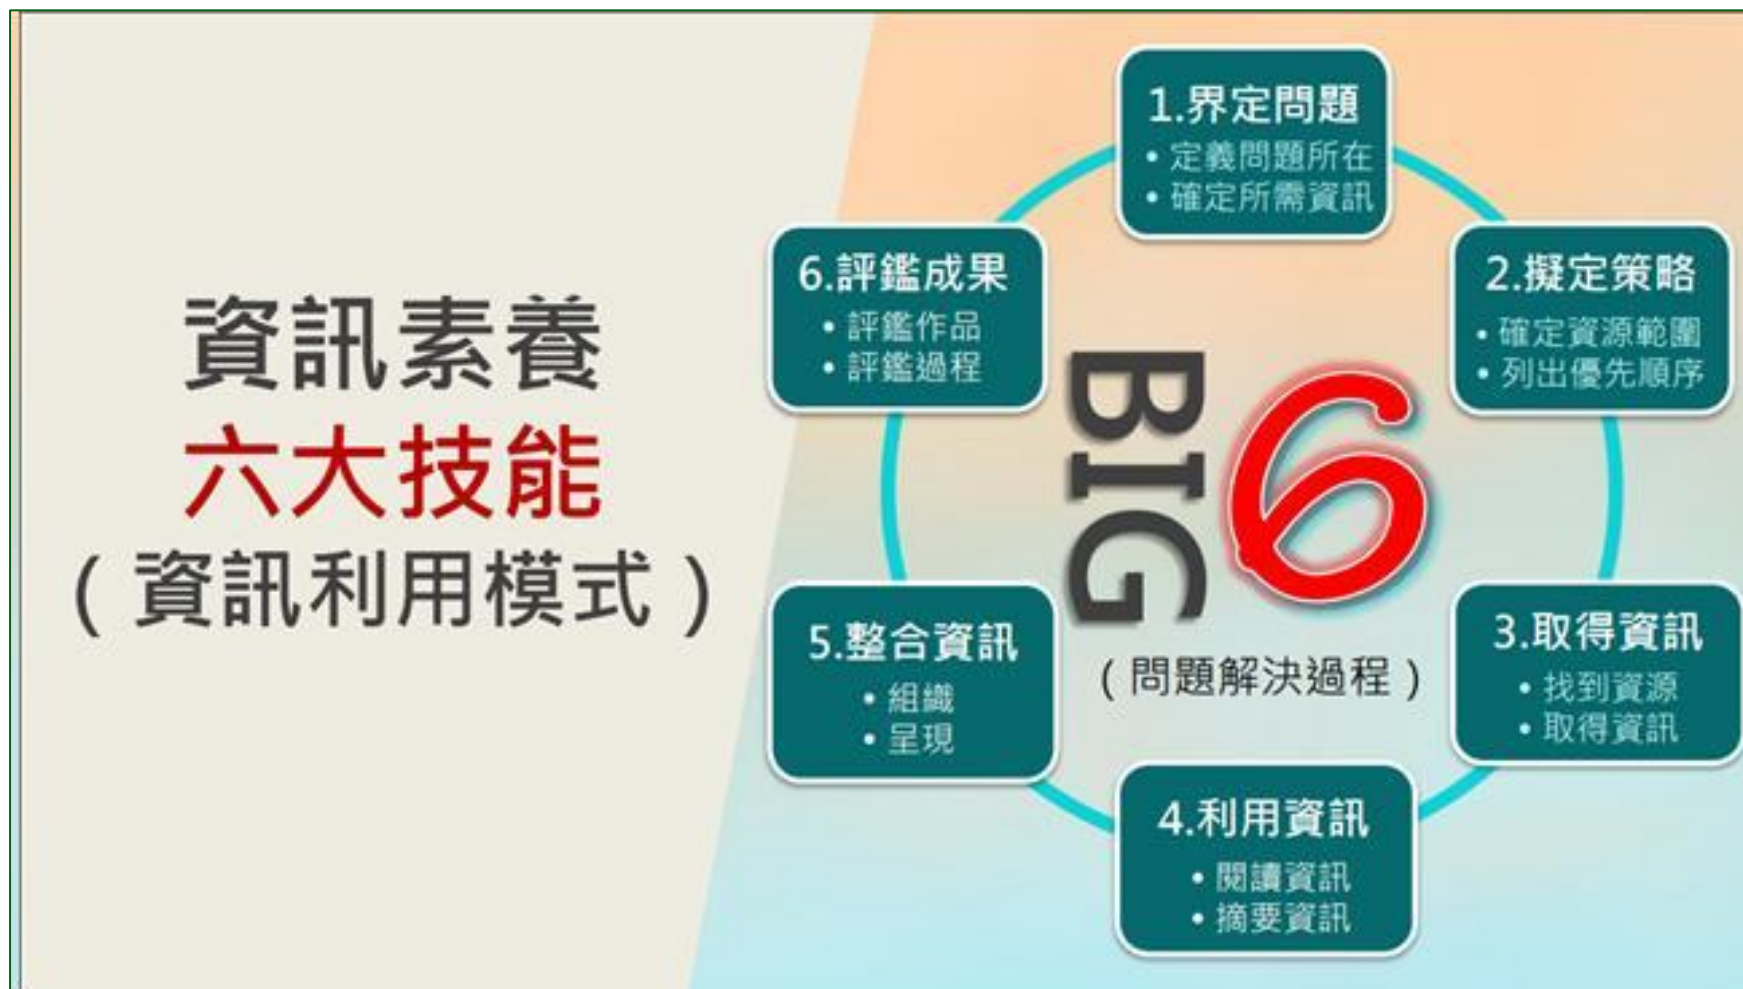 資訊素養
六大技能
（資訊利用模式）
1.界定問題
• 定義問題所在
• 確定所需資訊
2.擬定策略
• 確定資源範圍
• 列出優先順序
3.取得資訊
• 找到資源
• 取得資訊
4.利用資訊
• 閱讀資訊
• 摘要資訊
5.整合資訊
• 組織
• 呈現
6.評鑑成果
• 評鑑作品
• 評鑑過程
BIG 6
（問題解決過程）